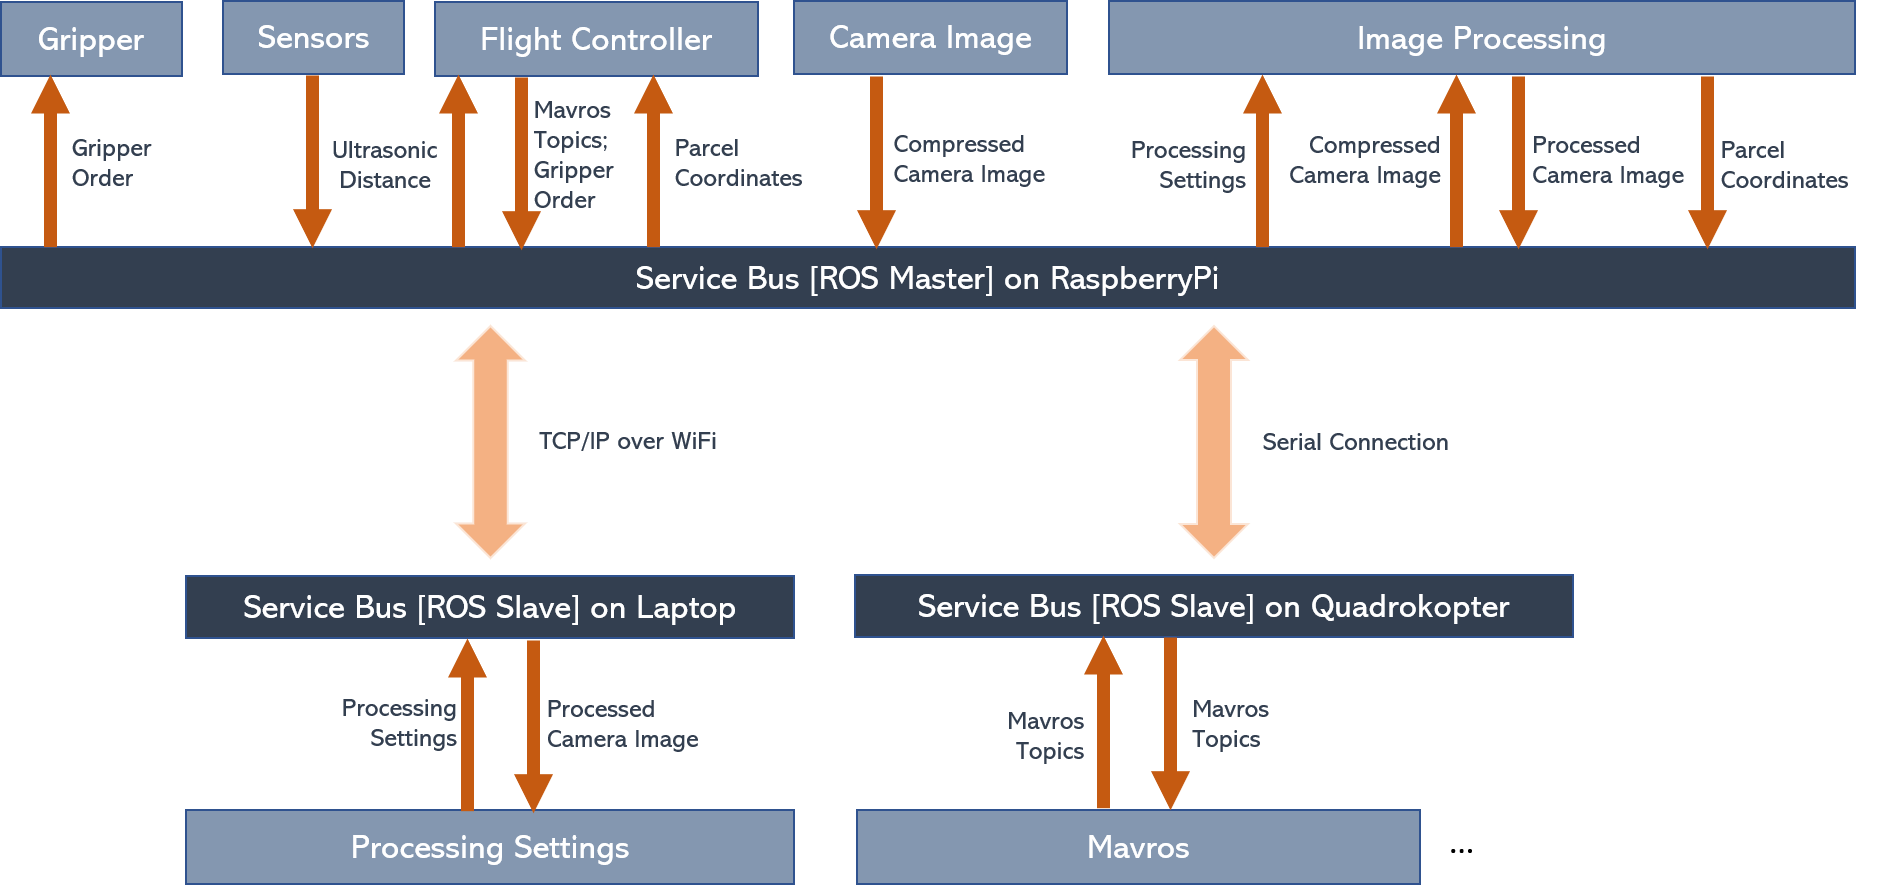 Gripper
Sensors
Flight Controller
Camera Image
Image Processing
Gripper
Order
Ultrasonic
Distance
Mavros
Topics;
Gripper
Order
Parcel
Coordinates
Compressed
Camera Image
Processing
Settings
Compressed
Camera Image
Processed
Camera Image
Parcel
Coordinates
Service Bus [ROS Master] on RaspberryPi
TCP/IP over WiFi
Serial Connection
Service Bus [ROS Slave] on Laptop
Service Bus [ROS Slave] on Quadrokopter
Processing
Settings
Processed
Camera Image
Mavros
Topics
Mavros
Topics
Processing Settings
Mavros
...